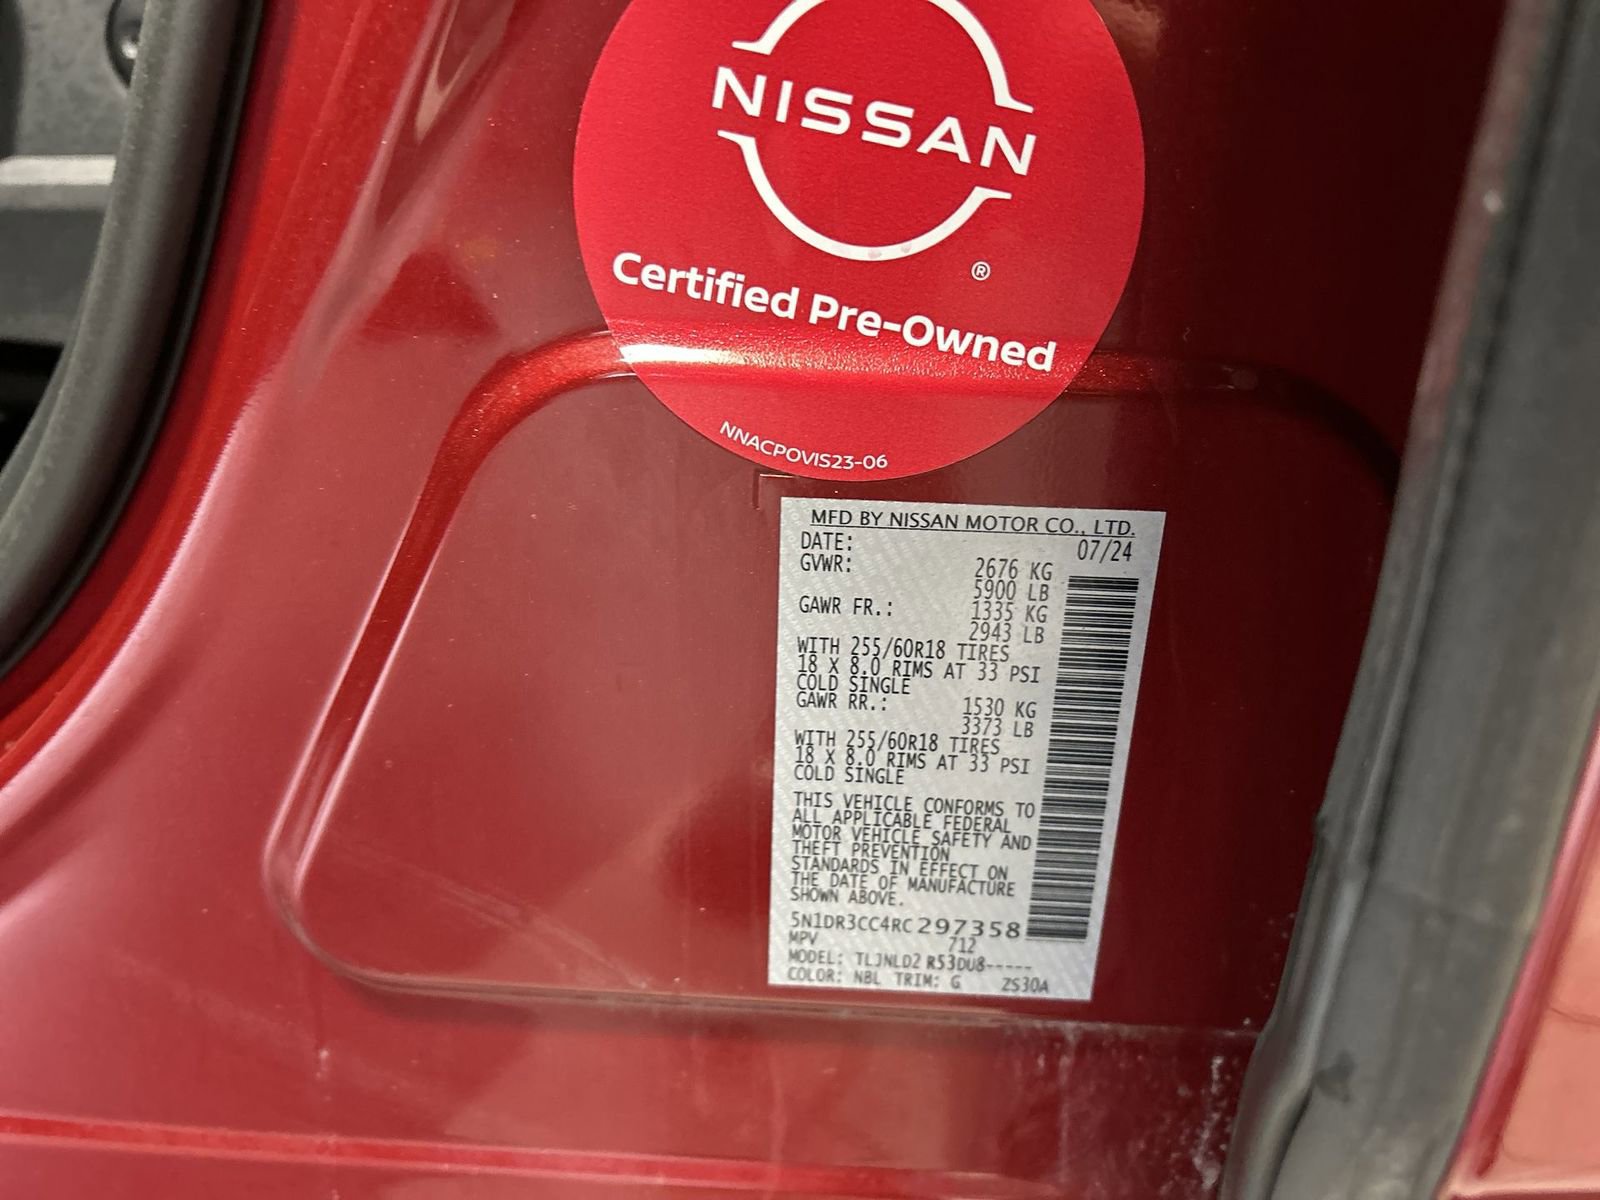 NISSAN
®
Certified Pre-Owned
NNACPOVIS23-06
MFD BY NISSAN MOTOR CO., LTD.
DATE: 07/24
GVWR: 2676 KG
5900 LB
GAWR FR.: 1335 KG
2943 LB
WITH 255/60R18 TIRES
18 X 8.0 RIMS AT 33 PSI
COLD SINGLE
GAWR RR.: 1530 KG
3373 LB
WITH 255/60R18 TIRES
18 X 8.0 RIMS AT 33 PSI
COLD SINGLE
THIS VEHICLE CONFORMS TO
ALL APPLICABLE FEDERAL
MOTOR VEHICLE SAFETY AND
THEFT PREVENTION
STANDARDS IN EFFECT ON
THE DATE OF MANUFACTURE
SHOWN ABOVE.
5N1DR3CC4RC297358
MPV 712
MODEL: TLJNLD2 R53DU8-----
COLOR: NBL TRIM: G ZS30A